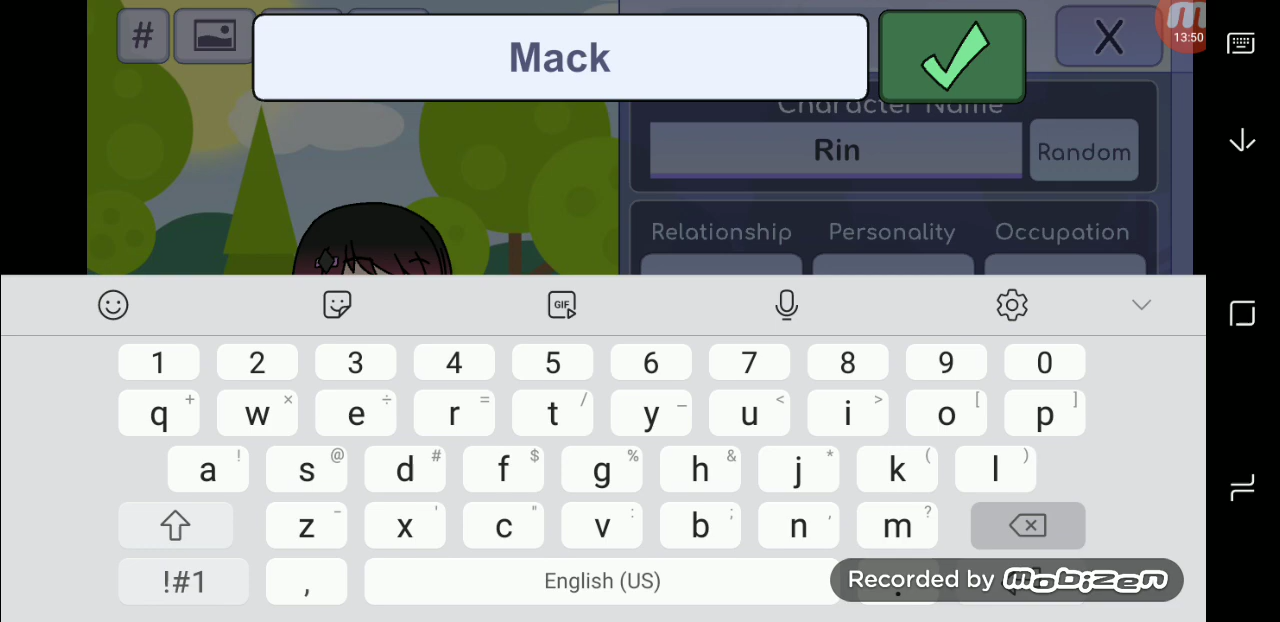 #
Mack
X
13:50
Character Name
Rin
Random
Relationship Personality Occupation
GIF
1 2 3 4 5 6 7 8 9 0
q + w × e ÷ r = t / y _ u < i > o [ p ]
a ! s @ d # f $ g % h & j * k ( l )
z - x ' c " v : b ; n , m ?
!#1 , English (US) .
Recorded by mobizen